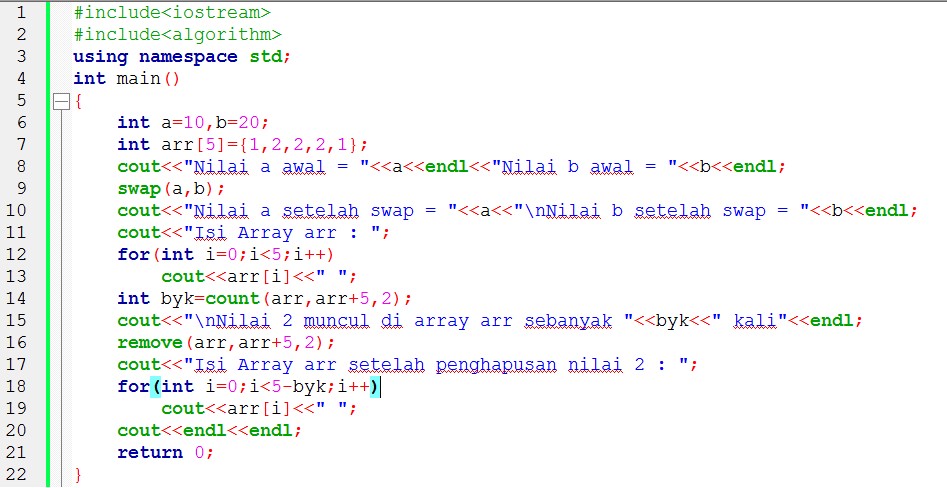 1 #include<iostream>
2 #include<algorithm>
3 using namespace std;
4 int main()
5 {
6 int a=10,b=20;
7 int arr[5]={1,2,2,2,1};
8 cout<<"Nilai a awal = "<<a<<endl<<"Nilai b awal = "<<b<<endl;
9 swap(a,b);
10 cout<<"Nilai a setelah swap = "<<a<<"\nNilai b setelah swap = "<<b<<endl;
11 cout<<"Isi Array arr : ";
12 for(int i=0;i<5;i++)
13 cout<<arr[i]<<" ";
14 int byk=count(arr,arr+5,2);
15 cout<<"\nNilai 2 muncul di array arr sebanyak "<<byk<<" kali"<<endl;
16 remove(arr,arr+5,2);
17 cout<<"Isi Array arr setelah penghapusan nilai 2 : ";
18 for(int i=0;i<5-byk;i++)
19 cout<<arr[i]<<" ";
20 cout<<endl<<endl;
21 return 0;
22 }